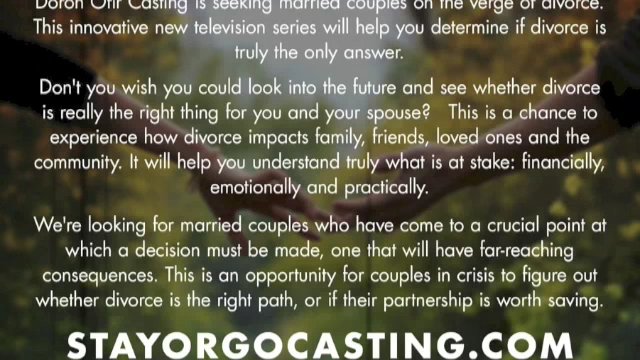 Doron Ofir Casting is seeking married couples on the verge of divorce.
This innovative new television series will help you determine if divorce is
truly the only answer.
Don't you wish you could look into the future and see whether divorce
is really the right thing for you and your spouse? This is a chance to
experience how divorce impacts family, friends, loved ones and the
community. It will help you understand truly what is at stake: financially,
emotionally and practically.
We're looking for married couples who have come to a crucial point at
which a decision must be made, one that will have far-reaching
consequences. This is an opportunity for couples in crisis to figure out
whether divorce is the right path, or if their partnership is worth saving.
STAYORGOCASTING.COM